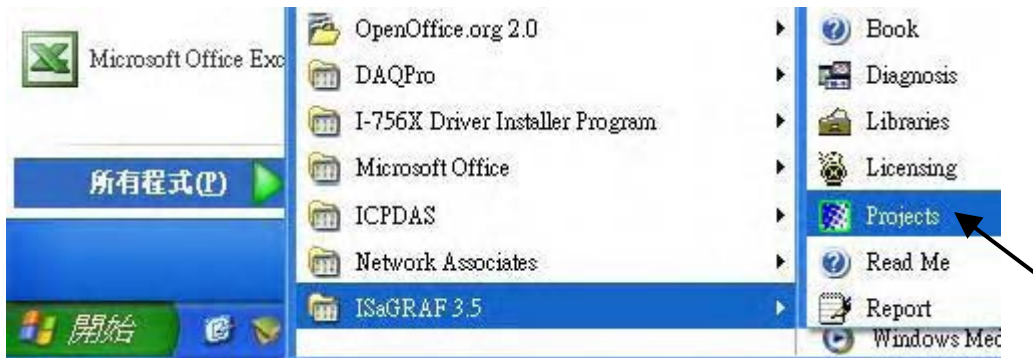 Microsoft Office Exc
所有程式(P)
開始
OpenOffice.org 2.0
DAQPro
I-756X Driver Installer Program
Microsoft Office
ICPDAS
Network Associates
ISaGRAF 3.5
Book
Diagnosis
Libraries
Licensing
Projects
Read Me
Report
Windows Med